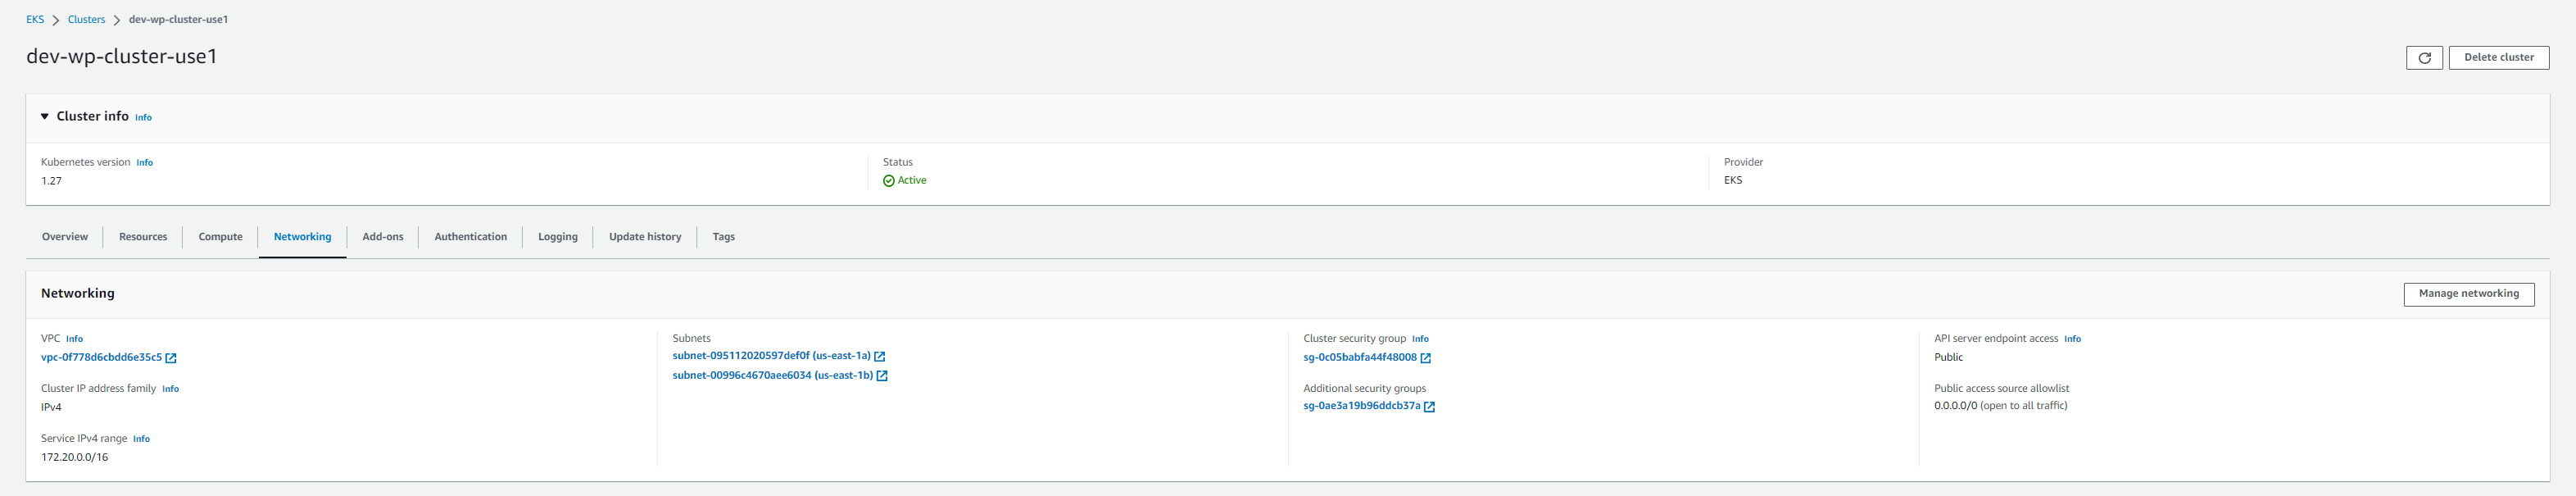 EKS > Clusters > dev-wp-cluster-use1
dev-wp-cluster-use1
Delete cluster
Cluster info Info
Kubernetes version Info
1.27
Status
Active
Provider
EKS
Overview Resources Compute Networking Add-ons Authentication Logging Update history Tags
Networking
Manage networking
VPC Info
vpc-0f778d6cbdd6e35c5
Cluster IP address family Info
IPv4
Service IPv4 range Info
172.20.0.0/16
Subnets
subnet-095112020597def0f (us-east-1a)
subnet-00996c4670aee6034 (us-east-1b)
Cluster security group Info
sg-0c05babfa44f48008
Additional security groups
sg-0ae3a19b96ddcb37a
API server endpoint access Info
Public
Public access source allowlist
0.0.0.0/0 (open to all traffic)